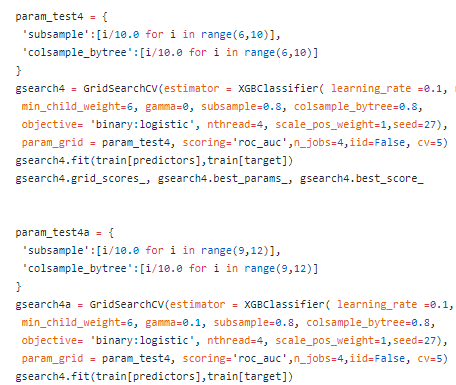 param_test4 = {
'subsample':[i/10.0 for i in range(6,10)],
'colsample_bytree':[i/10.0 for i in range(6,10)]
}
gsearch4 = GridSearchCV(estimator = XGBClassifier( learning_rate =0.1,
min_child_weight=6, gamma=0, subsample=0.8, colsample_bytree=0.8,
objective= 'binary:logistic', nthread=4, scale_pos_weight=1,seed=27),
param_grid = param_test4, scoring='roc_auc',n_jobs=4,iid=False, cv=5)
gsearch4.fit(train[predictors],train[target])
gsearch4.grid_scores_, gsearch4.best_params_, gsearch4.best_score_
param_test4a = {
'subsample':[i/10.0 for i in range(9,12)],
'colsample_bytree':[i/10.0 for i in range(9,12)]
}
gsearch4a = GridSearchCV(estimator = XGBClassifier( learning_rate =0.1,
min_child_weight=6, gamma=0.1, subsample=0.8, colsample_bytree=0.8,
objective= 'binary:logistic', nthread=4, scale_pos_weight=1,seed=27),
param_grid = param_test4, scoring='roc_auc',n_jobs=4,iid=False, cv=5)
gsearch4.fit(train[predictors],train[target])